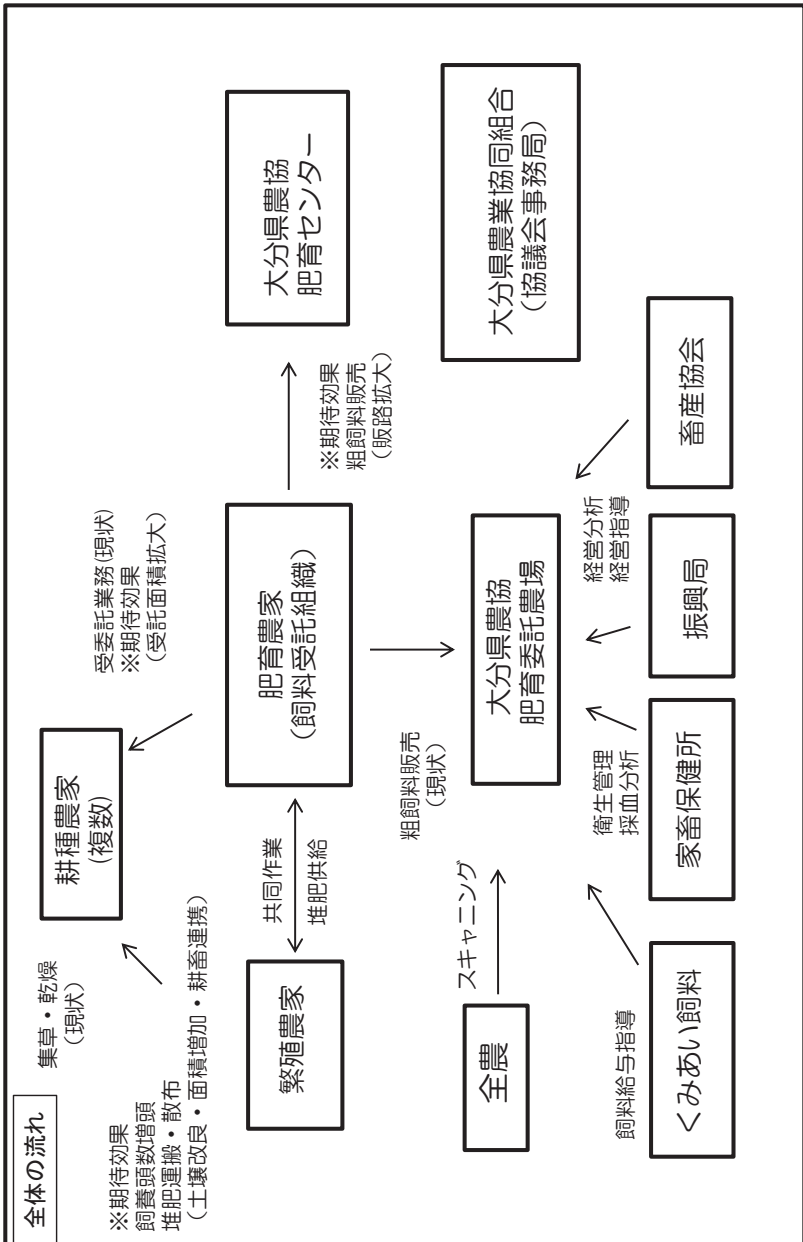 全体の流れ
※期待効果
飼養頭数増頭
堆肥運搬・散布
（土壌改良・面積増加・耕畜連携）
集草・乾燥
（現状）
耕種農家
（複数）
受委託業務(現状)
※期待効果
（受託面積拡大）
繁殖農家
共同作業
堆肥供給
肥育農家
（飼料受託組織）
※期待効果
粗飼料販売
（販路拡大）
大分県農協
肥育センター
粗飼料販売
（現状）
全農
スキャニング
大分県農協
肥育委託農場
大分県農業協同組合
（協議会事務局）
飼料給与指導
衛生管理
採血分析
経営分析
経営指導
くみあい飼料
家畜保健所
振興局
畜産協会